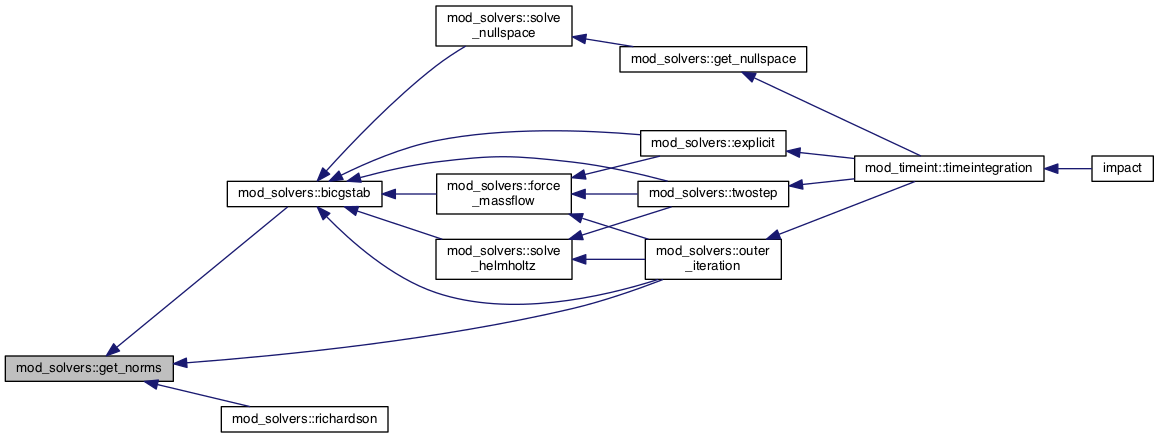 mod_solvers::solve
_nullspace
mod_solvers::get_nullspace
mod_solvers::explicit
mod_timeint::timeintegration
impact
mod_solvers::bicgstab
mod_solvers::force
_massflow
mod_solvers::twostep
mod_solvers::solve
_helmholtz
mod_solvers::outer
_iteration
mod_solvers::get_norms
mod_solvers::richardson